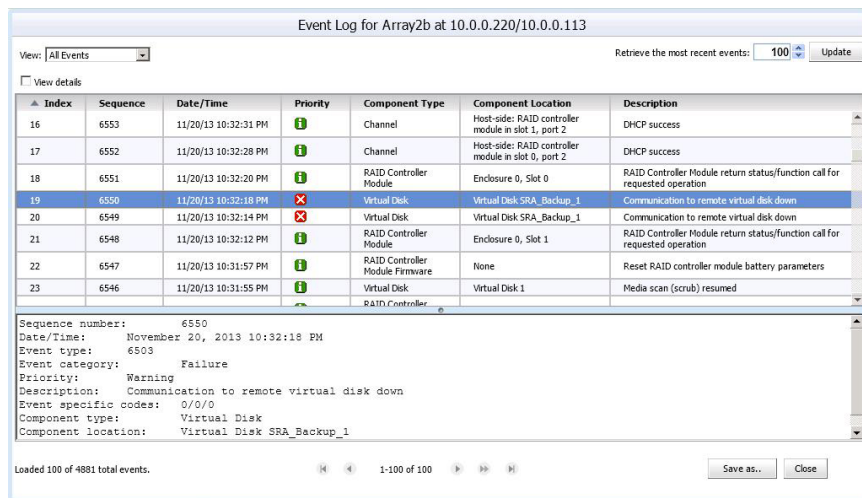 Event Log for Array2b at 10.0.0.220/10.0.0.113
View: All Events
Retrieve the most recent events: 100 Update
View details
Index Sequence Date/Time Priority Component Type Component Location Description
16 6553 11/20/13 10:32:31 PM Channel Host-side: RAID controller module in slot 1, port 2 DHCP success
17 6552 11/20/13 10:32:28 PM Channel Host-side: RAID controller module in slot 0, port 2 DHCP success
18 6551 11/20/13 10:32:20 PM RAID Controller Module Enclosure 0, Slot 0 RAID Controller Module return status/function call for requested operation
19 6550 11/20/13 10:32:18 PM Virtual Disk Virtual Disk SRA_Backup_1 Communication to remote virtual disk down
20 6549 11/20/13 10:32:14 PM Virtual Disk Virtual Disk SRA_Backup_1 Communication to remote virtual disk down
21 6548 11/20/13 10:32:12 PM RAID Controller Module Enclosure 0, Slot 1 RAID Controller Module return status/function call for requested operation
22 6547 11/20/13 10:31:57 PM RAID Controller Module Firmware None Reset RAID controller module battery parameters
23 6546 11/20/13 10:31:55 PM Virtual Disk Virtual Disk 1 Media scan (scrub) resumed
RAID Controller
Sequence number: 6550
Date/Time: November 20, 2013 10:32:18 PM
Event type: 6503
Event category: Failure
Priority: Warning
Description: Communication to remote virtual disk down
Event specific codes: 0/0/0
Component type: Virtual Disk
Component location: Virtual Disk SRA_Backup_1
Loaded 100 of 4881 total events. 1-100 of 100 Save as.. Close